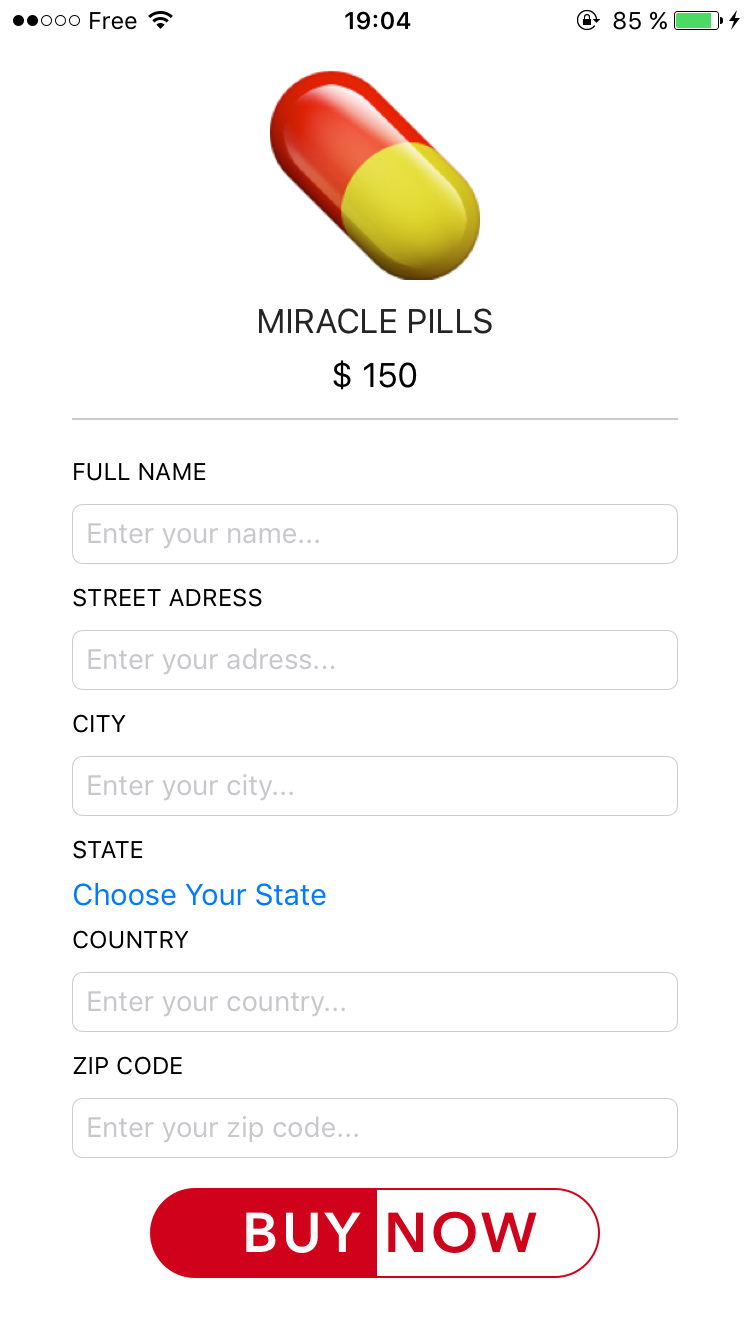 Free 19:04 85 %
MIRACLE PILLS
$ 150
FULL NAME
Enter your name...
STREET ADRESS
Enter your adress...
CITY
Enter your city...
STATE
Choose Your State
COUNTRY
Enter your country...
ZIP CODE
Enter your zip code...
BUY NOW